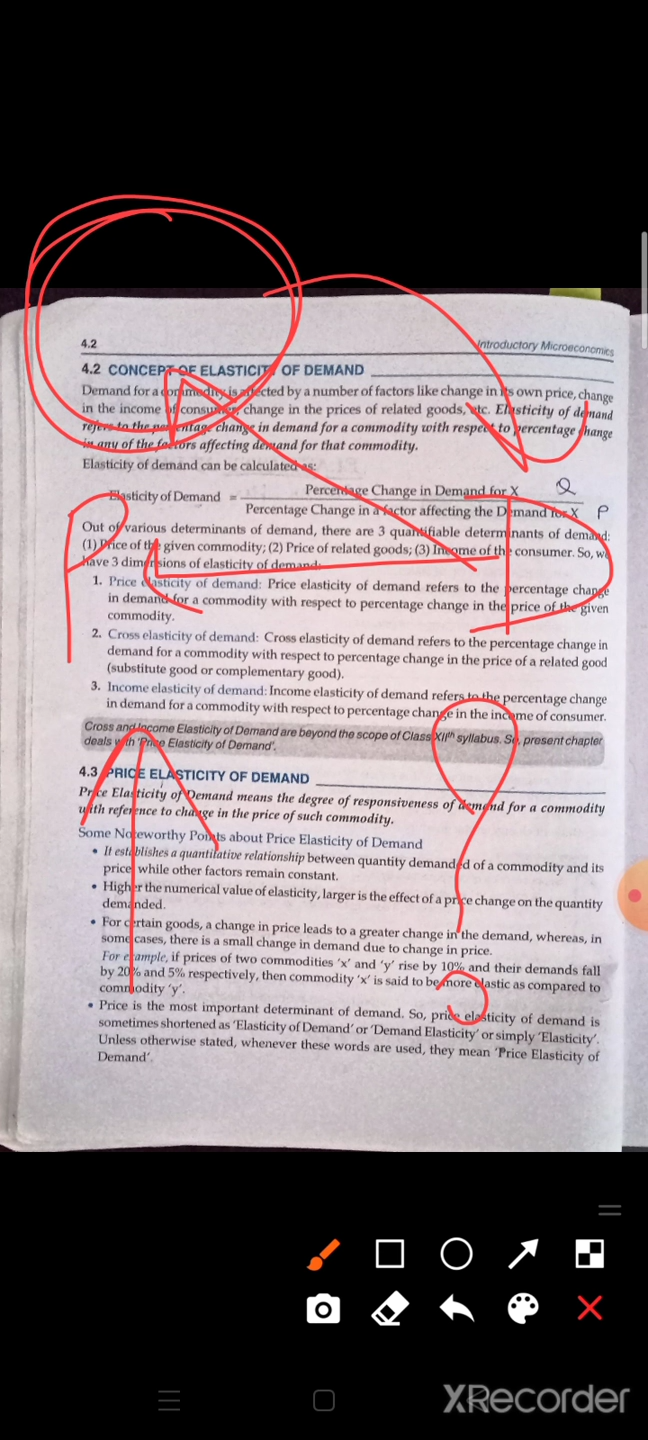 4.2
Introductory Microeconomics
4.2 CONCEPT OF ELASTICITY OF DEMAND
Demand for a commodity is affected by a number of factors like change in its own price, change
in the income of consumer, change in the prices of related goods, etc. Elasticity of demand
refers to the percentage change in demand for a commodity with respect to percentage change
in any of the factors affecting demand for that commodity.
Elasticity of demand can be calculated as:
Elasticity of Demand = Percentage Change in Demand for X Q
Percentage Change in a factor affecting the Demand for X P
Out of various determinants of demand, there are 3 quantifiable determinants of demand:
(1) Price of the given commodity; (2) Price of related goods; (3) Income of the consumer. So, we
have 3 dimensions of elasticity of demand:
1. Price elasticity of demand: Price elasticity of demand refers to the percentage change
in demand for a commodity with respect to percentage change in the price of the given
commodity.
2. Cross elasticity of demand: Cross elasticity of demand refers to the percentage change in
demand for a commodity with respect to percentage change in the price of a related good
(substitute good or complementary good).
3. Income elasticity of demand: Income elasticity of demand refers to the percentage change
in demand for a commodity with respect to percentage change in the income of consumer.
Cross and Income Elasticity of Demand are beyond the scope of Class XIIth syllabus. So, present chapter
deals with 'Price Elasticity of Demand'.
4.3 PRICE ELASTICITY OF DEMAND
Price Elasticity of Demand means the degree of responsiveness of demand for a commodity
with reference to change in the price of such commodity.
Some Noteworthy Points about Price Elasticity of Demand
• It establishes a quantitative relationship between quantity demanded of a commodity and its
price, while other factors remain constant.
• Higher the numerical value of elasticity, larger is the effect of a price change on the quantity
demanded.
• For certain goods, a change in price leads to a greater change in the demand, whereas, in
some cases, there is a small change in demand due to change in price.
For example, if prices of two commodities 'x' and 'y' rise by 10% and their demands fall
by 20% and 5% respectively, then commodity 'x' is said to be more elastic as compared to
commodity 'y'.
• Price is the most important determinant of demand. So, price elasticity of demand is
sometimes shortened as 'Elasticity of Demand' or 'Demand Elasticity' or simply 'Elasticity'.
Unless otherwise stated, whenever these words are used, they mean 'Price Elasticity of
Demand'.
P
D
?
XRecorder